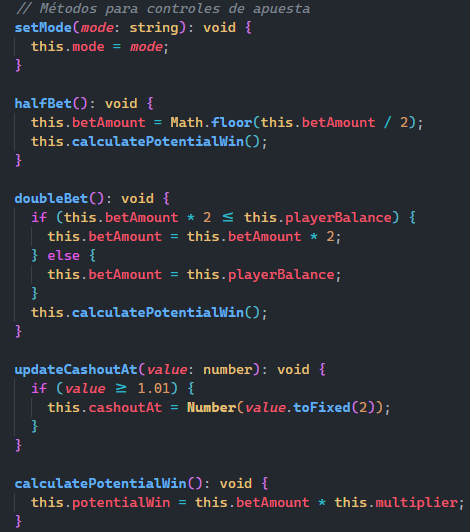 // Métodos para controles de apuesta
setMode(mode: string): void {
  this.mode = mode;
}

halfBet(): void {
  this.betAmount = Math.floor(this.betAmount / 2);
  this.calculatePotentialWin();
}

doubleBet(): void {
  if (this.betAmount * 2 ≤ this.playerBalance) {
    this.betAmount = this.betAmount * 2;
  } else {
    this.betAmount = this.playerBalance;
  }
  this.calculatePotentialWin();
}

updateCashoutAt(value: number): void {
  if (value ≥ 1.01) {
    this.cashoutAt = Number(value.toFixed(2));
  }
}

calculatePotentialWin(): void {
  this.potentialWin = this.betAmount * this.multiplier;
}